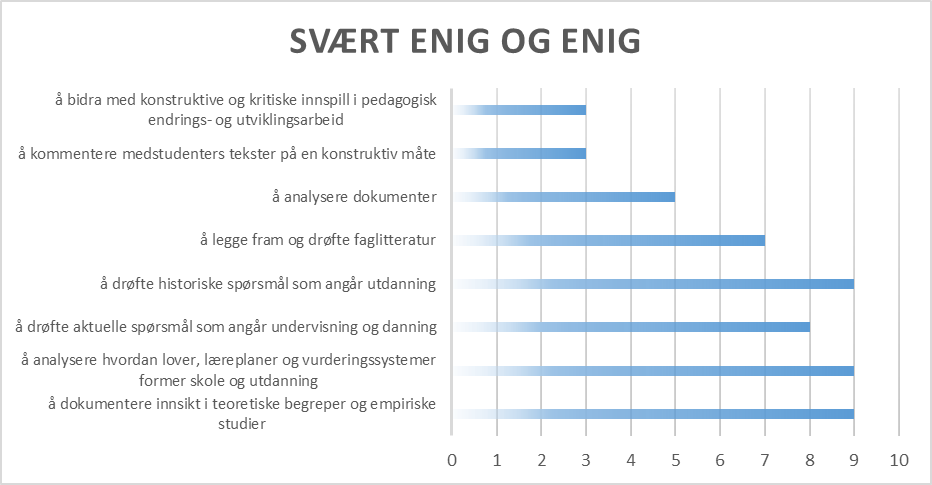 SVÆRT ENIG OG ENIG
å bidra med konstruktive og kritiske innspill i pedagogisk
endrings- og utviklingsarbeid
å kommentere medstudenters tekster på en konstruktiv måte
å analysere dokumenter
å legge fram og drøfte faglitteratur
å drøfte historiske spørsmål som angår utdanning
å drøfte aktuelle spørsmål som angår undervisning og danning
å analysere hvordan lover, læreplaner og vurderingssystemer
former skole og utdanning
å dokumentere innsikt i teoretiske begreper og empiriske
studier
0 1 2 3 4 5 6 7 8 9 10